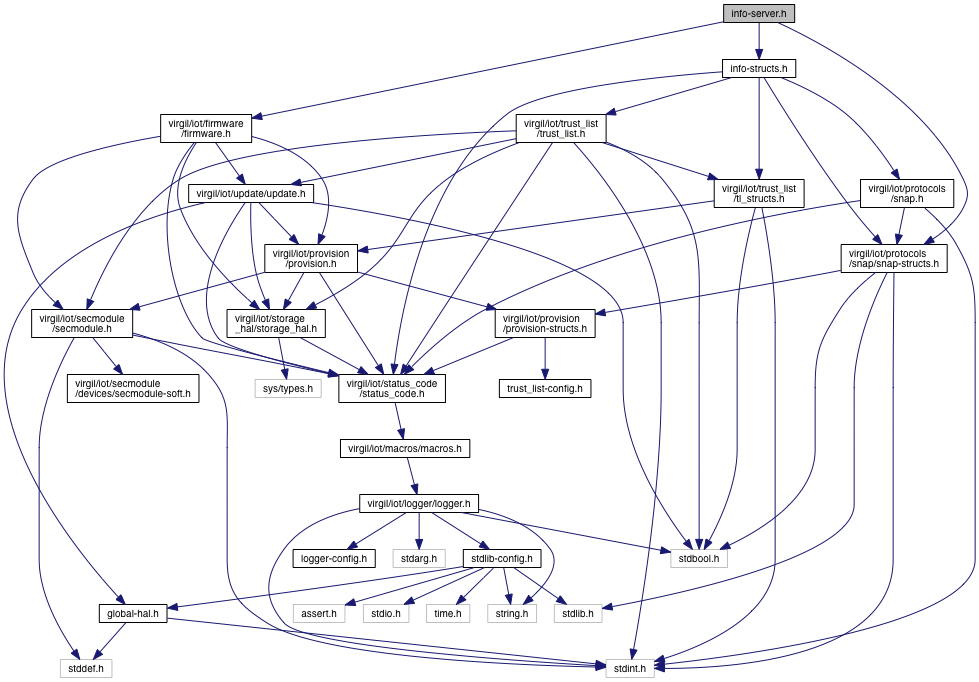 info-server.h
info-structs.h
virgil/iot/firmware
/firmware.h
virgil/iot/trust_list
/trust_list.h
virgil/iot/update/update.h
virgil/iot/trust_list
/tl_structs.h
virgil/iot/protocols
/snap.h
virgil/iot/provision
/provision.h
virgil/iot/protocols
/snap/snap-structs.h
virgil/iot/secmodule
/secmodule.h
virgil/iot/storage
_hal/storage_hal.h
virgil/iot/provision
/provision-structs.h
virgil/iot/secmodule
/devices/secmodule-soft.h
sys/types.h
virgil/iot/status_code
/status_code.h
trust_list-config.h
virgil/iot/macros/macros.h
virgil/iot/logger/logger.h
logger-config.h
stdarg.h
stdlib-config.h
stdbool.h
global-hal.h
assert.h
stdio.h
time.h
string.h
stdlib.h
stddef.h
stdint.h